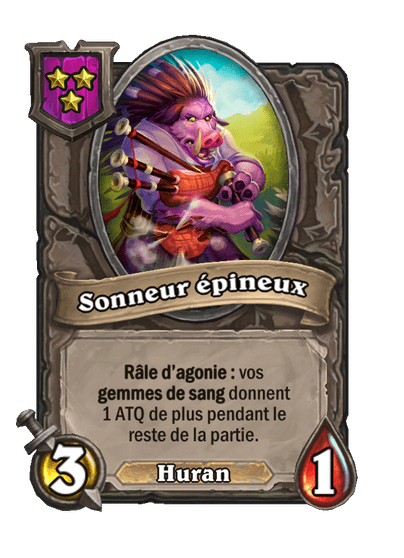 Sonneur épineux
Râle d’agonie : vos
gemmes de sang donnent
1 ATQ de plus pendant le
reste de la partie.
3
Huran
1